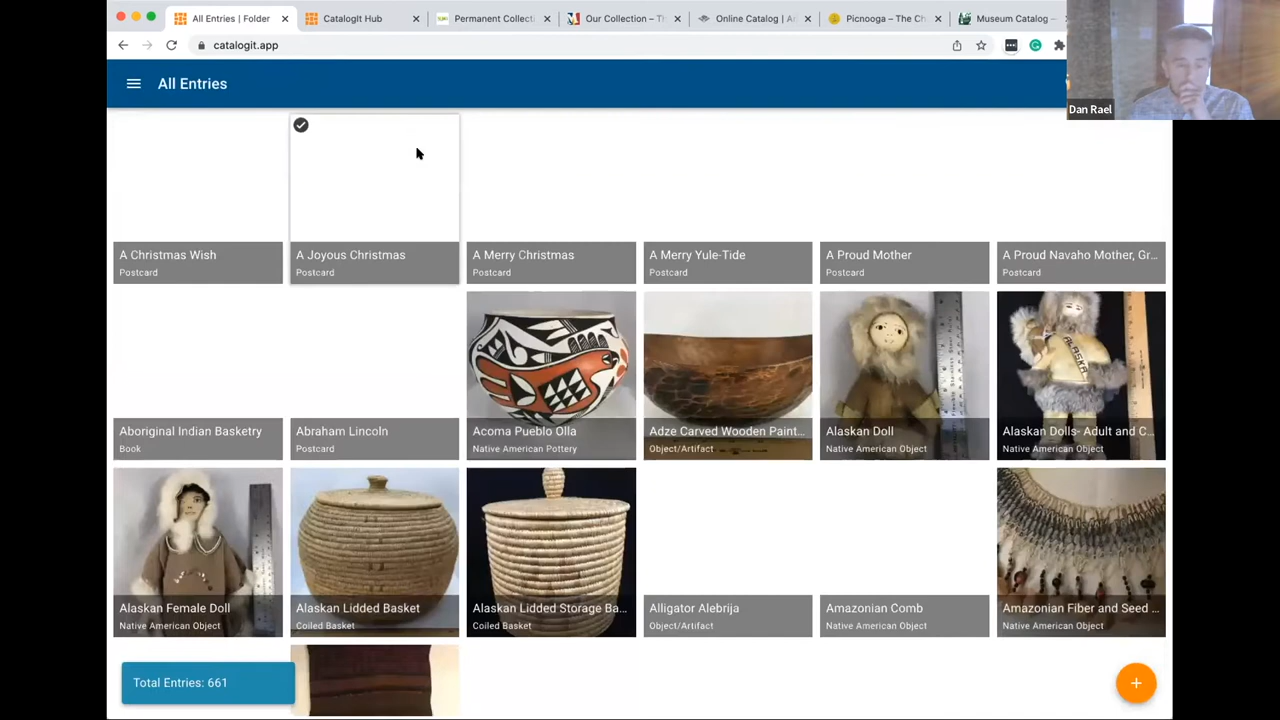 All Entries | Folder
CatalogIt Hub
Permanent Collecti
Our Collection – Th
Online Catalog | A
Picnooga – The Ch
Museum Catalog –
catalogit.app
All Entries
Dan Rael
A Christmas Wish
Postcard
A Joyous Christmas
Postcard
A Merry Christmas
Postcard
A Merry Yule-Tide
Postcard
A Proud Mother
Postcard
A Proud Navaho Mother, Gr...
Postcard
Aboriginal Indian Basketry
Book
Abraham Lincoln
Postcard
Acoma Pueblo Olla
Native American Pottery
Adze Carved Wooden Paint...
Object/Artifact
Alaskan Doll
Native American Object
ALASKA
Alaskan Dolls- Adult and C...
Native American Object
Alaskan Female Doll
Native American Object
Alaskan Lidded Basket
Coiled Basket
Alaskan Lidded Storage Ba...
Coiled Basket
Alligator Alebrija
Object/Artifact
Amazonian Comb
Native American Object
Amazonian Fiber and Seed ...
Native American Object
Total Entries: 661